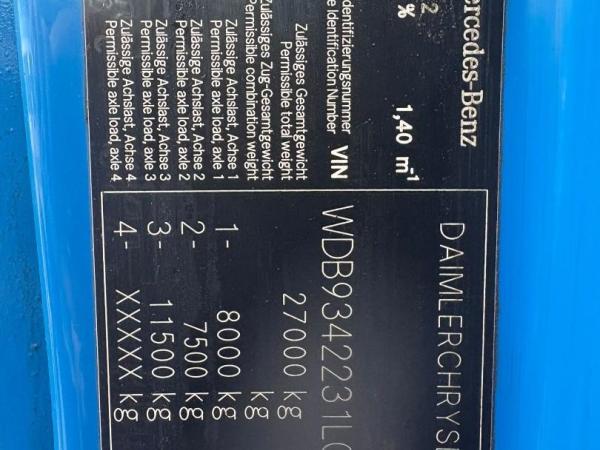 ercedes-Benz
DAIMLERCHRYS
2
% 1,40 m-1
dentifizierungsnummer
e Identification Number VIN WDB9342231L
Zulässiges Gesamtgewicht
Permissible total weight 27000 kg
Zulässiges Zug-Gesamtgewicht
Permissible combination weight kg
Zulässige Achslast, Achse 1
Permissible axle load, axle 1 1- 8000 kg
Zulässige Achslast, Achse 2
Permissible axle load, axle 2 2- 7500 kg
Zulässige Achslast, Achse 3
Permissible axle load, axle 3 3- 11500 kg
Zulässige Achslast, Achse 4
Permissible axle load, axle 4 4- XXXXX kg